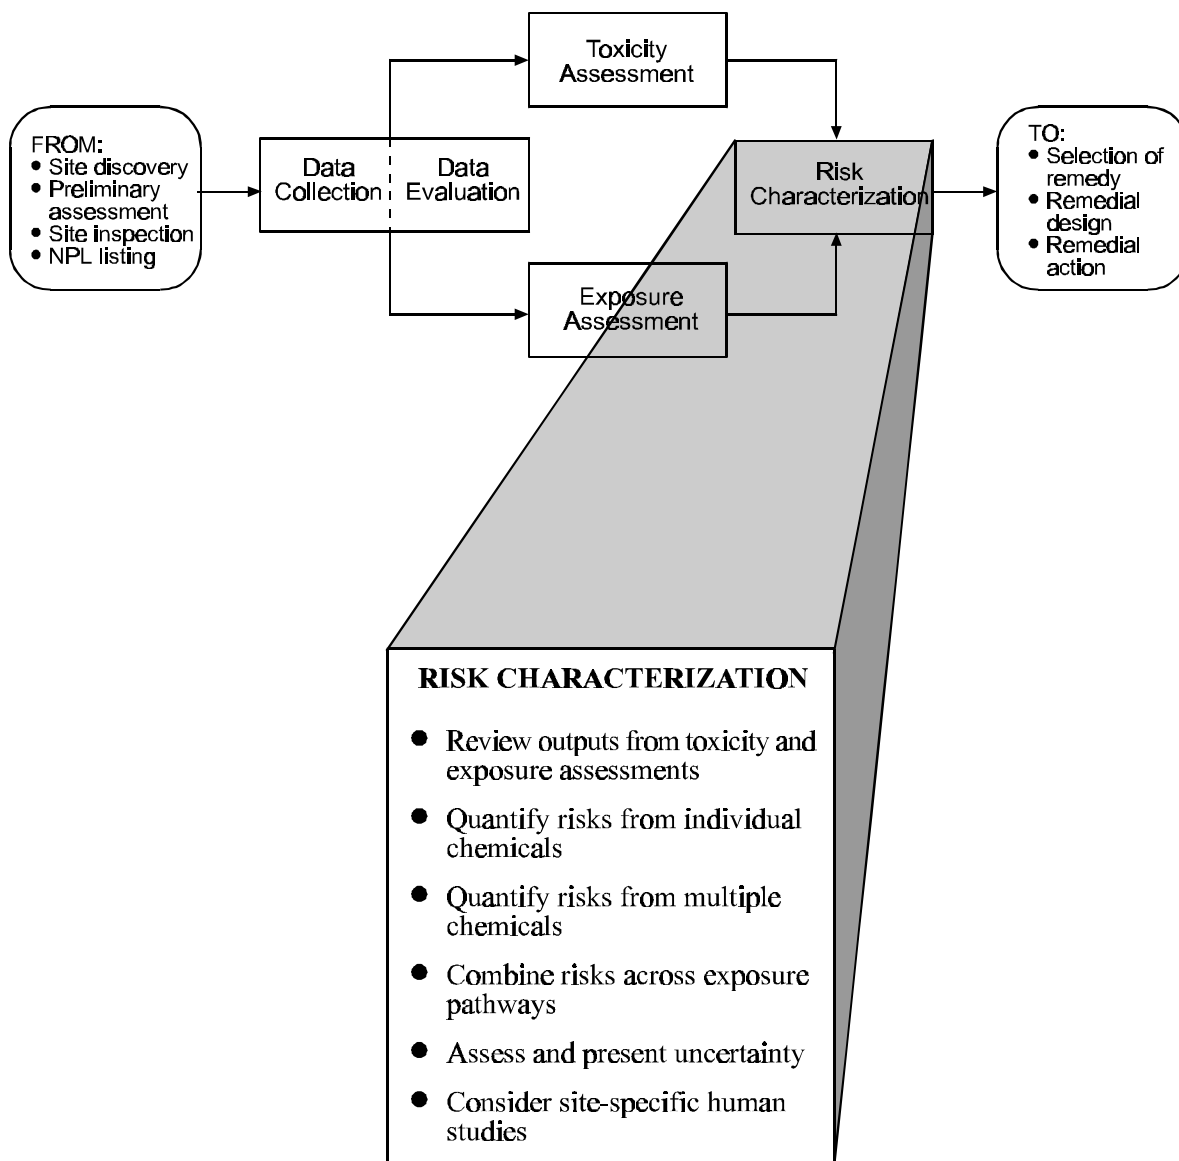 Toxicity
Assessment
FROM:
● Site discovery
● Preliminary
assessment
● Site inspection
● NPL listing
Data
Collection
Data
Evaluation
Risk
Characterization
TO:
● Selection of
remedy
● Remedial
design
● Remedial
action
Exposure
Assessment
RISK CHARACTERIZATION
● Review outputs from toxicity and
exposure assessments
● Quantify risks from individual
chemicals
● Quantify risks from multiple
chemicals
● Combine risks across exposure
pathways
● Assess and present uncertainty
● Consider site-specific human
studies